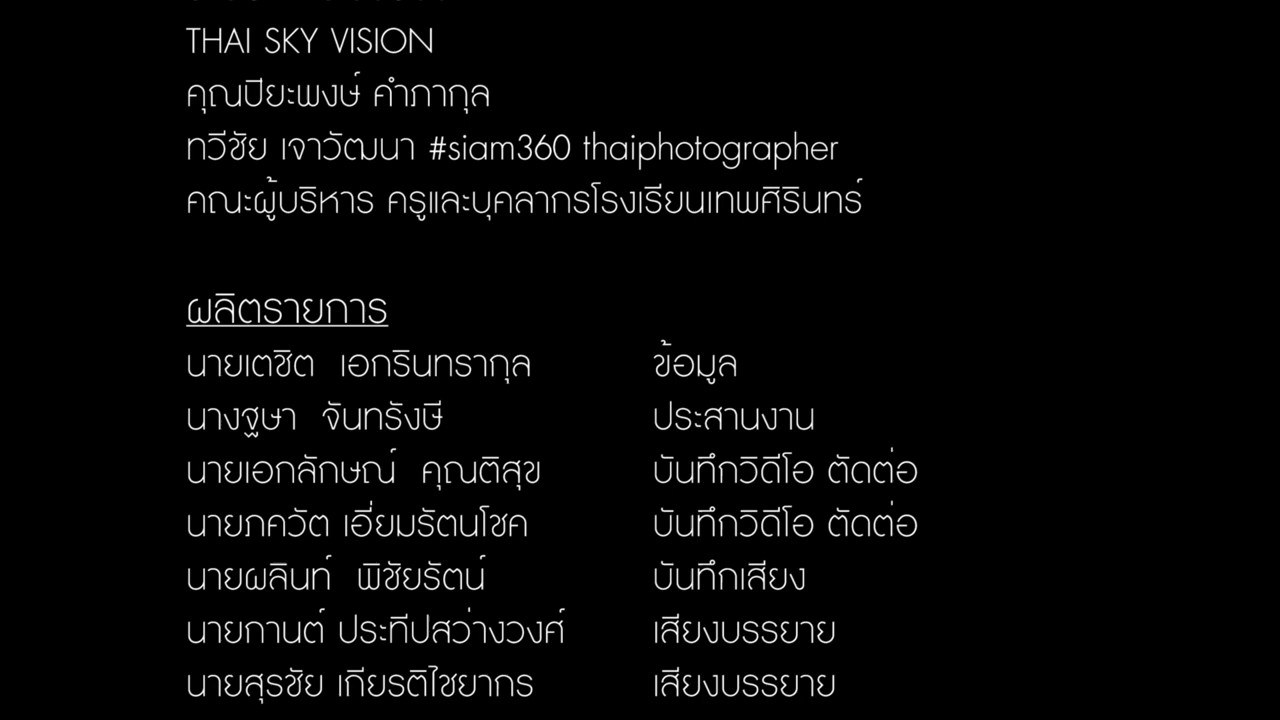 THAI SKY VISION
คุณปิยะพงษ์ คำภากุล
ทวีชัย เจาวัฒนา #siam360 thaiphotographer
คณะผู้บริหาร ครูและบุคลากรโรงเรียนเทพศิรินทร์
ผลิตรายการ
นายเตชิต เอกรินทรากุล ข้อมูล
นางฐษา จันทรังษี ประสานงาน
นายเอกลักษณ์ คุณติสุข บันทึกวิดีโอ ตัดต่อ
นายภควัต เอี่ยมรัตนโชค บันทึกวิดีโอ ตัดต่อ
นายผลินท์ พิชัยรัตน์ บันทึกเสียง
นายกานต์ ประทีปสว่างวงศ์ เสียงบรรยาย
นายสุรชัย เกียรติไชยากร เสียงบรรยาย